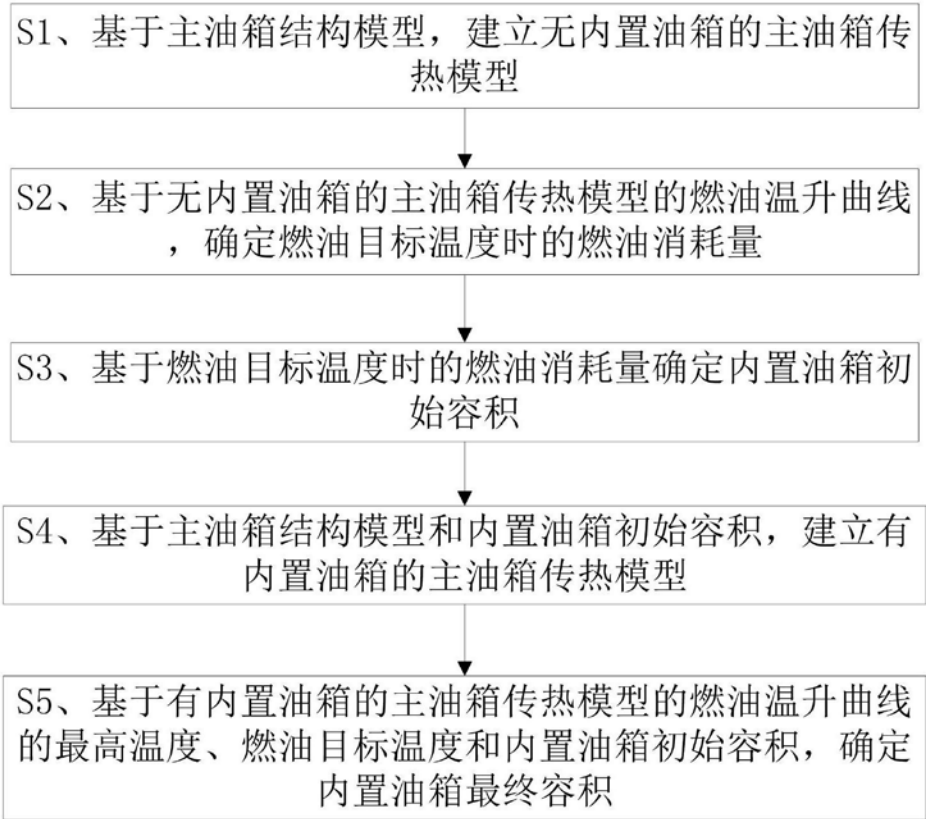 S1、基于主油箱结构模型，建立无内置油箱的主油箱传
热模型
S2、基于无内置油箱的主油箱传热模型的燃油温升曲线
，确定燃油目标温度时的燃油消耗量
S3、基于燃油目标温度时的燃油消耗量确定内置油箱初
始容积
S4、基于主油箱结构模型和内置油箱初始容积，建立有
内置油箱的主油箱传热模型
S5、基于有内置油箱的主油箱传热模型的燃油温升曲线
的最高温度、燃油目标温度和内置油箱初始容积，确定
内置油箱最终容积